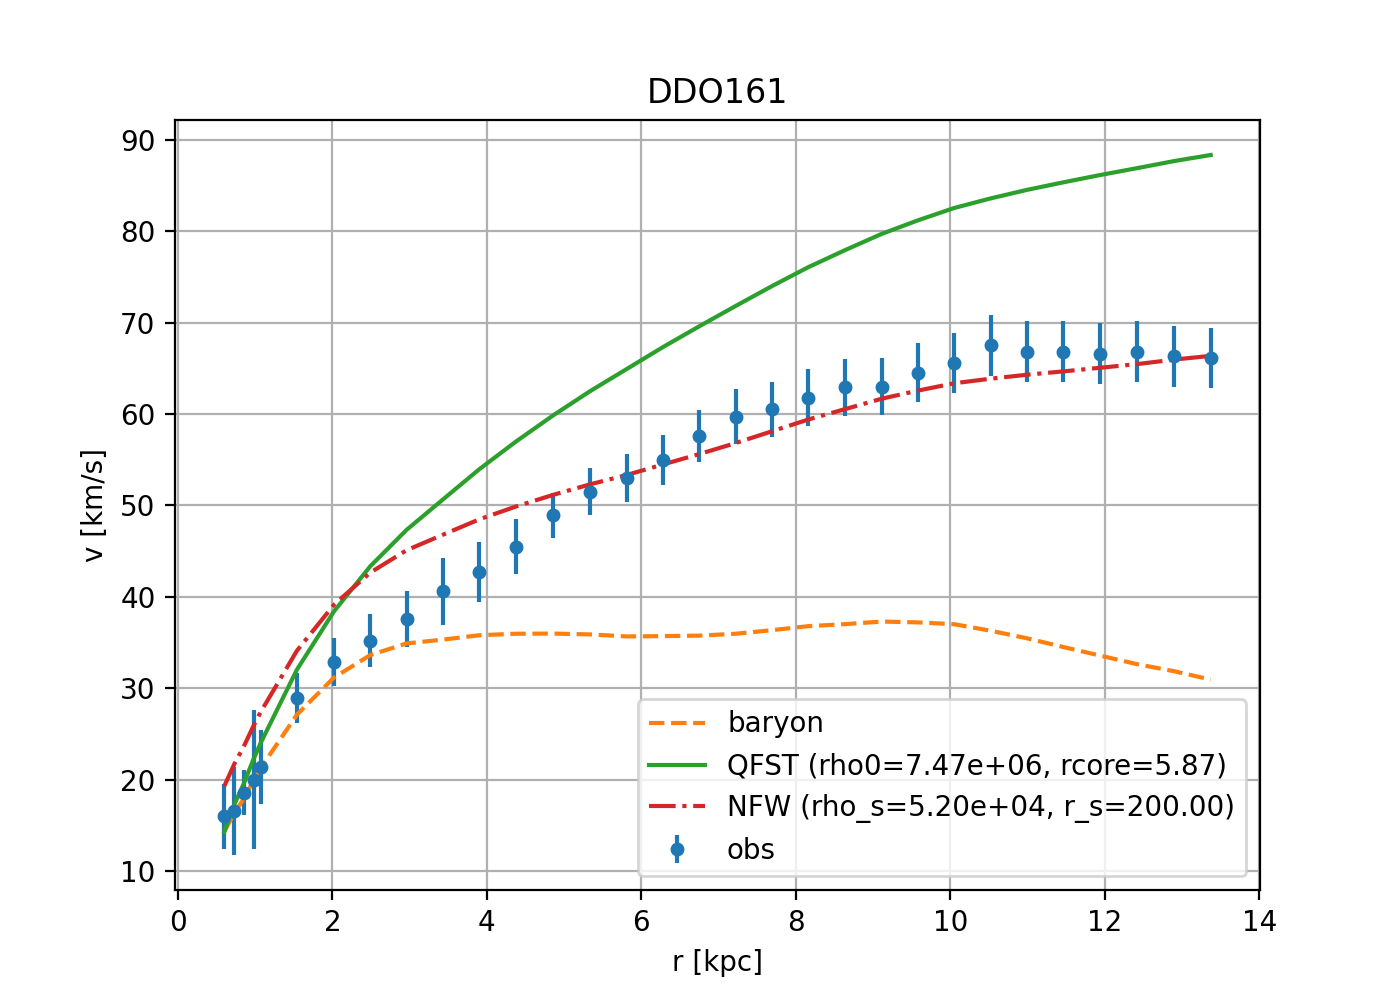 DDO161
90
80
70
60
50
40
30
20
10
v [km/s]
baryon
QFST (rho0=7.47e+06, rcore=5.87)
NFW (rho_s=5.20e+04, r_s=200.00)
obs
0 2 4 6 8 10 12 14
r [kpc]